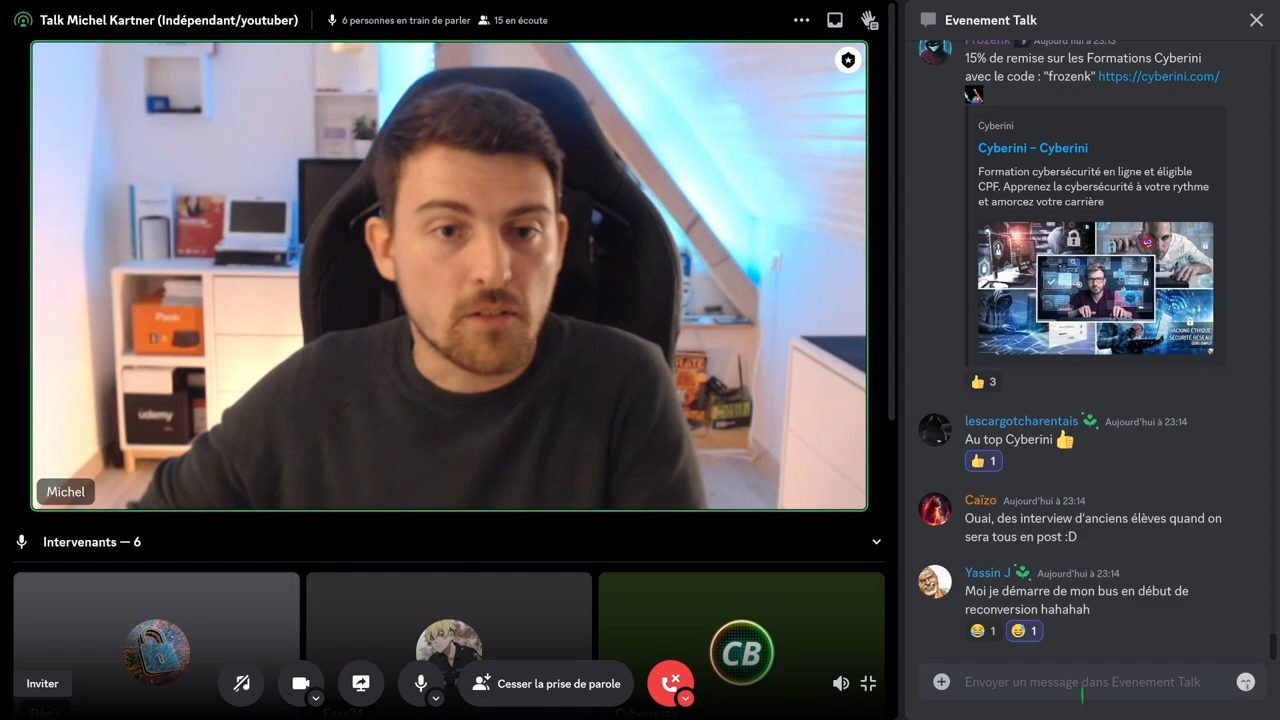 Talk Michel Kartner (Indépendant/youtuber)
6 personnes en train de parler
15 en écoute
Evenement Talk
Frozenk
Aujourd'hui à 23:13
15% de remise sur les Formations Cyberini
avec le code : "frozenk" https://cyberini.com/
Cyberini
Cyberini – Cyberini
Formation cybersécurité en ligne et éligible
CPF. Apprenez la cybersécurité à votre rythme
et amorcez votre carrière
HACKING ÉTHIQUE
SÉCURITÉ RÉSEAU
3
lescargotcharentais
Aujourd'hui à 23:14
Au top Cyberini
1
Caïzo
Aujourd'hui à 23:14
Ouai, des interview d'anciens élèves quand on
sera tous en post :D
Yassin J
Aujourd'hui à 23:14
Moi je démarre de mon bus en début de
reconversion hahahah
1
1
Envoyer un message dans Evenement Talk
udemy
Michel
Intervenants — 6
CB
Inviter
Cesser la prise de parole